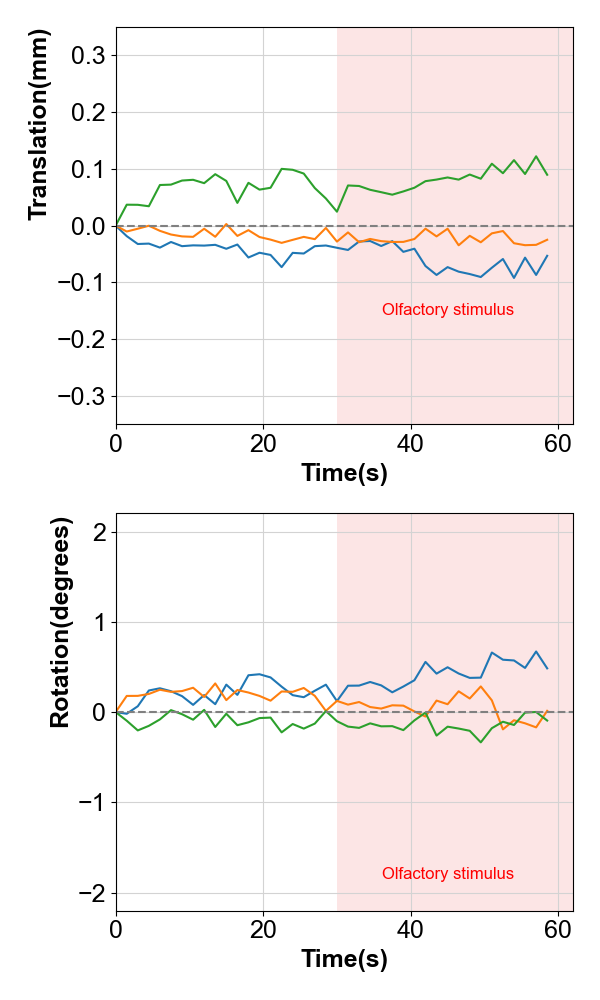 Translation(mm)
0.3
0.2
0.1
0.0
−0.1
−0.2
−0.3
Olfactory stimulus
0 20 40 60
Time(s)
Rotation(degrees)
2
1
0
−1
−2
Olfactory stimulus
0 20 40 60
Time(s)